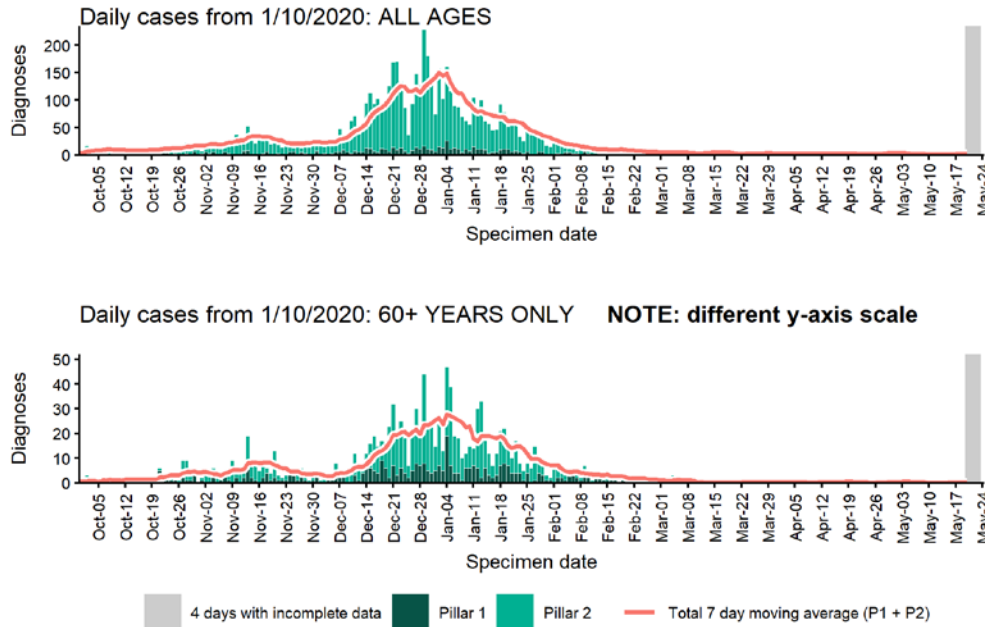 Daily cases from 1/10/2020: ALL AGES
Diagnoses
200
150
100
50
0
Oct-05 Oct-12 Oct-19 Oct-26 Nov-02 Nov-09 Nov-16 Nov-23 Nov-30 Dec-07 Dec-14 Dec-21 Dec-28 Jan-04 Jan-11 Jan-18 Jan-25 Feb-01 Feb-08 Feb-15 Feb-22 Mar-01 Mar-08 Mar-15 Mar-22 Mar-29 Apr-05 Apr-12 Apr-19 Apr-26 May-03 May-10 May-17 May-24
Specimen date
Daily cases from 1/10/2020: 60+ YEARS ONLY NOTE: different y-axis scale
Diagnoses
50
40
30
20
10
0
Oct-05 Oct-12 Oct-19 Oct-26 Nov-02 Nov-09 Nov-16 Nov-23 Nov-30 Dec-07 Dec-14 Dec-21 Dec-28 Jan-04 Jan-11 Jan-18 Jan-25 Feb-01 Feb-08 Feb-15 Feb-22 Mar-01 Mar-08 Mar-15 Mar-22 Mar-29 Apr-05 Apr-12 Apr-19 Apr-26 May-03 May-10 May-17 May-24
Specimen date
4 days with incomplete data Pillar 1 Pillar 2 Total 7 day moving average (P1 + P2)